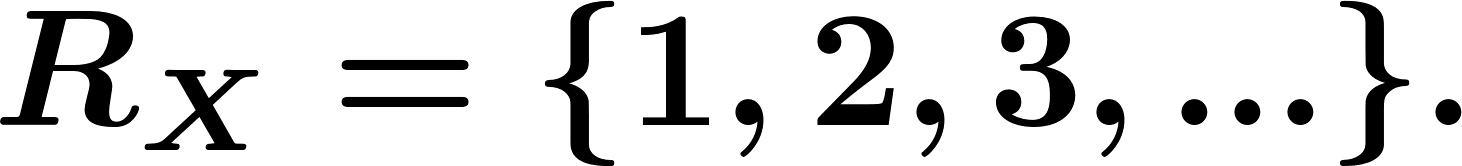 R_X = {1, 2, 3, ...}.